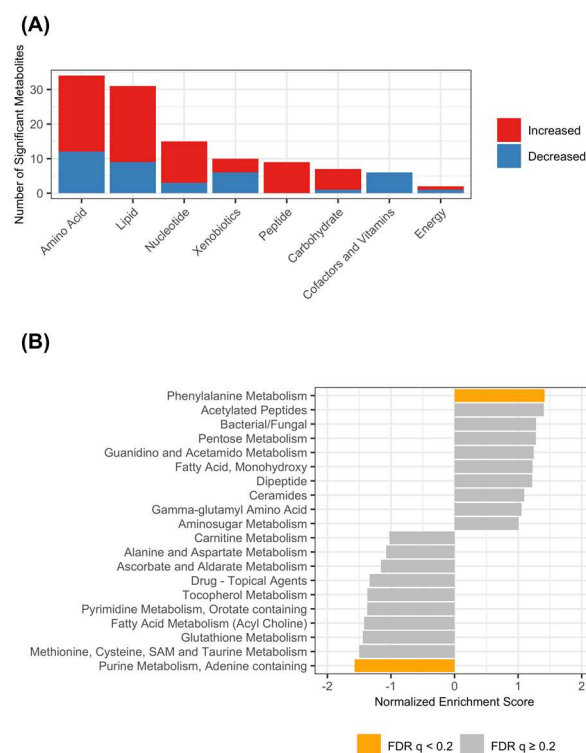 (A)
Number of Significant Metabolites
30
20
10
0
Amino Acid
Lipid
Nucleotide
Xenobiotics
Peptide
Carbohydrate
Cofactors and Vitamins
Energy
Increased
Decreased
(B)
Phenylalanine Metabolism
Acetylated Peptides
Bacterial/Fungal
Pentose Metabolism
Guanidino and Acetamido Metabolism
Fatty Acid, Monohydroxy
Dipeptide
Ceramides
Gamma-glutamyl Amino Acid
Aminosugar Metabolism
Carnitine Metabolism
Alanine and Aspartate Metabolism
Ascorbate and Aldarate Metabolism
Drug - Topical Agents
Tocopherol Metabolism
Pyrimidine Metabolism, Orotate containing
Fatty Acid Metabolism (Acyl Choline)
Glutathione Metabolism
Methionine, Cysteine, SAM and Taurine Metabolism
Purine Metabolism, Adenine containing
-2 -1 0 1 2
Normalized Enrichment Score
FDR q < 0.2 FDR q ≥ 0.2